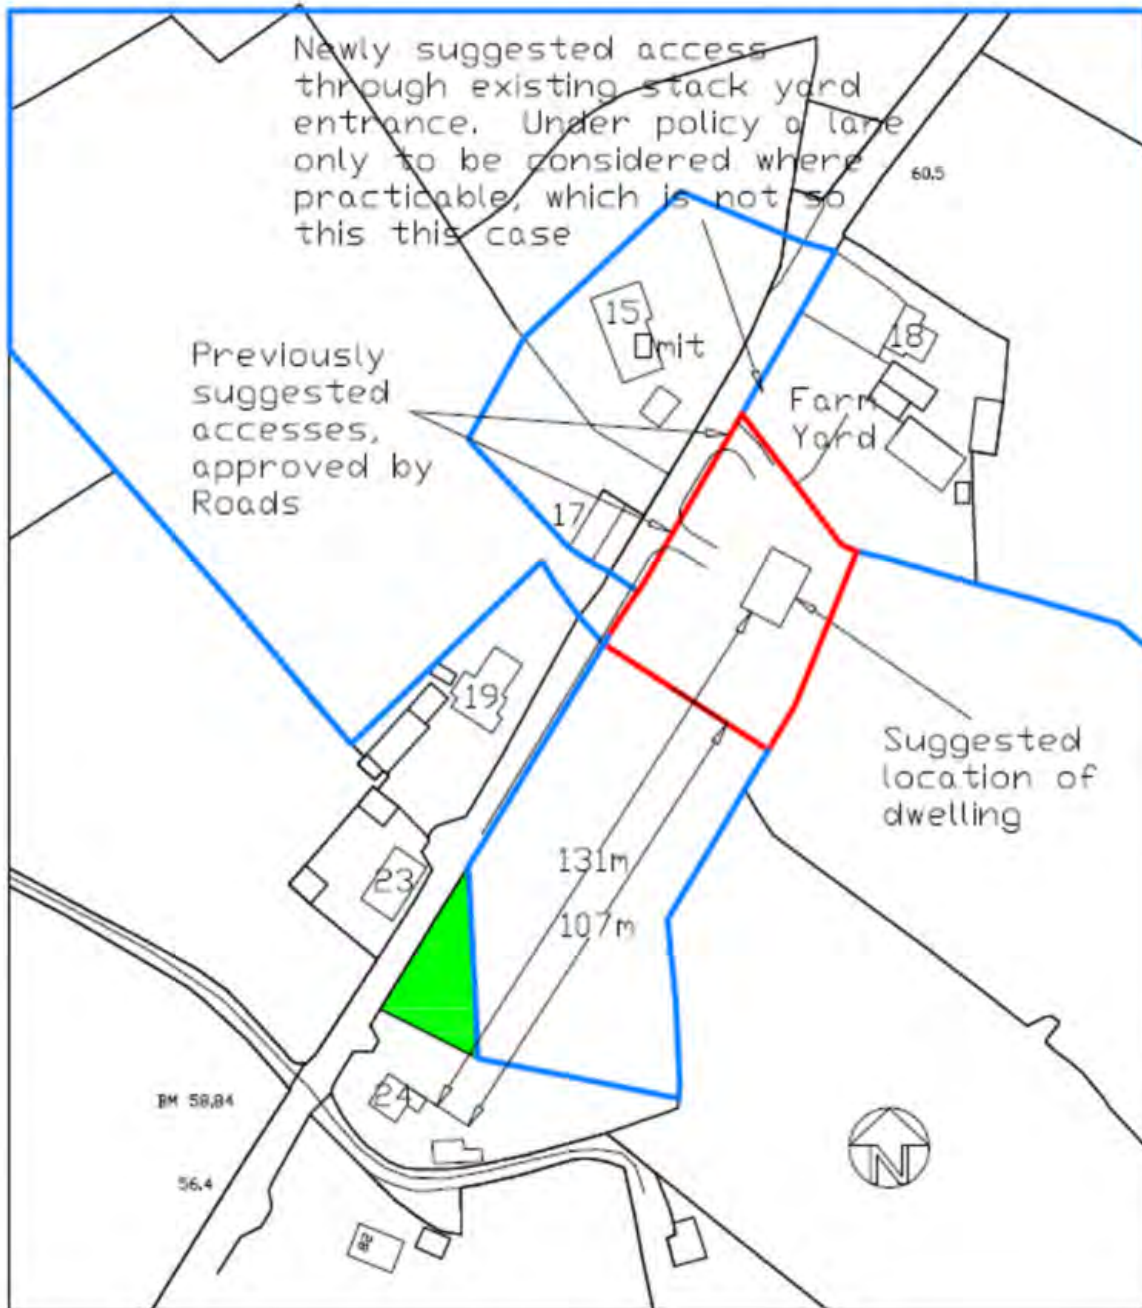 Newly suggested access
through existing stack yard
entrance. Under policy a lane
only to be considered where
practicable, which is not so
this this case
60.5
15
mit
18
Previously
suggested
accesses,
approved by
Roads
Farm
Yard
17
19
Suggested
location of
dwelling
131m
23
107m
24
BM 58.84
N
56.4
28